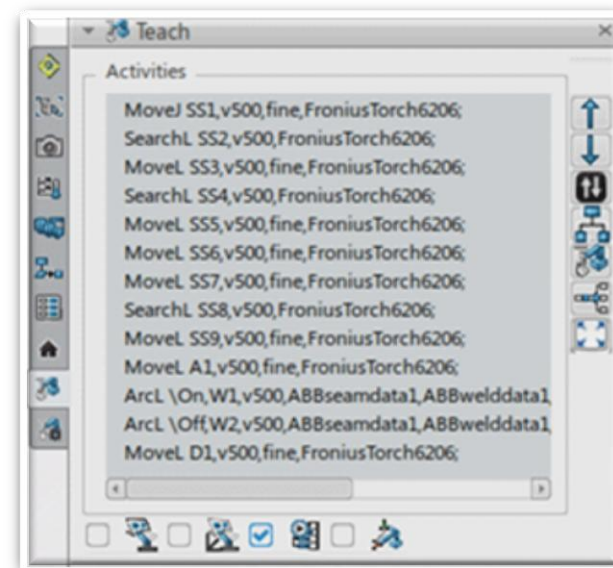 Teach
Activities
MoveJ SS1,v500,fine,FroniusTorch6206;
SearchL SS2,v500,FroniusTorch6206;
MoveL SS3,v500,fine,FroniusTorch6206;
SearchL SS4,v500,FroniusTorch6206;
MoveL SS5,v500,fine,FroniusTorch6206;
MoveL SS6,v500,fine,FroniusTorch6206;
MoveL SS7,v500,fine,FroniusTorch6206;
SearchL SS8,v500,FroniusTorch6206;
MoveL SS9,v500,fine,FroniusTorch6206;
MoveL A1,v500,fine,FroniusTorch6206;
ArcL \On,W1,v500,ABBseamdata1,ABBwelddata1,
ArcL \Off,W2,v500,ABBseamdata1,ABBwelddata1,
MoveL D1,v500,fine,FroniusTorch6206;